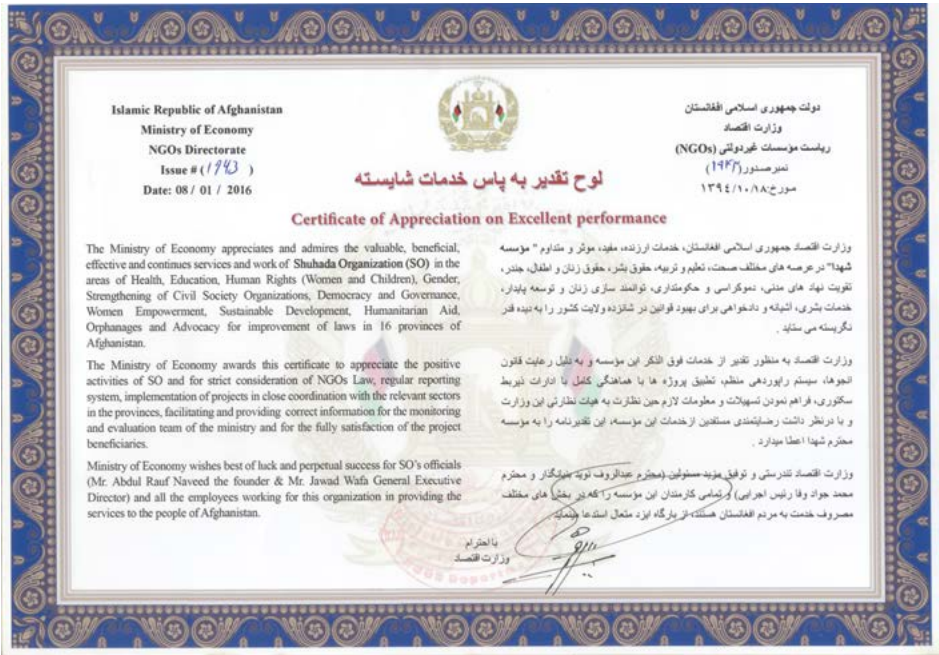 Islamic Republic of Afghanistan
Ministry of Economy
NGOs Directorate
Issue # (1943 )
Date: 08 / 01 / 2016
دولت جمهوری اسلامی افغانستان
وزارت اقتصاد
ریاست مؤسسات غیردولتی (NGOs)
نمبرصدور(۱۹۴۳)
مورخ:۱۳۹٤/۱۰/۱۸
لوح تقدیر به پاس خدمات شایسته
Certificate of Appreciation on Excellent performance
The Ministry of Economy appreciates and admires the valuable, beneficial,
effective and continues services and work of Shuhada Organization (SO) in the
areas of Health, Education, Human Rights (Women and Children), Gender,
Strengthening of Civil Society Organizations, Democracy and Governance,
Women Empowerment, Sustainable Development, Humanitarian Aid,
Orphanages and Advocacy for improvement of laws in 16 provinces of
Afghanistan.
The Ministry of Economy awards this certificate to appreciate the positive
activities of SO and for strict consideration of NGOs Law, regular reporting
system, implementation of projects in close coordination with the relevant sectors
in the provinces, facilitating and providing correct information for the monitoring
and evaluation team of the ministry and for the fully satisfaction of the project
beneficiaries.
Ministry of Economy wishes best of luck and perpetual success for SO's officials
(Mr. Abdul Rauf Naveed the founder & Mr. Jawad Wafa General Executive
Director) and all the employees working for this organization in providing the
services to the people of Afghanistan.
وزارت اقتصاد جمهوری اسلامی افغانستان، خدمات ارزنده، مفید، موثر و متداوم " مؤسسه
شهدا" در عرصه های مختلف صحت، تعلیم و تربیه، حقوق بشر، حقوق زنان و اطفال، جندر،
تقویت نهاد های مدنی، دموکراسی و حکومتداری، توانمند سازی زنان و توسعه پایدار،
خدمات بشری، آشیانه و دادخواهی برای بهبود قوانین در شانزده ولایت کشور را به دیده قدر
نگریسته می ستاید .
وزارت اقتصاد به منظور تقدیر از خدمات فوق الذکر این مؤسسه و به دلیل رعایت قانون
انجوها، سیستم راپوردهی منظم، تطبیق پروژه ها با هماهنگی کامل با ادارات ذیربط
سکتوری، فراهم نمودن تسهیلات و معلومات لازم حین نظارت به هیات نظارتی این وزارت
و با درنظر داشت رضایتمندی مستفدین ازخدمات این مؤسسه، این تقدیرنامه را به مؤسسه
محترم شهدا اعطا میدارد .
وزارت اقتصاد تندرستی و توفیق مزید مسئولین (محترم عبدالروف نوید بنیانگذار و محترم
محمد جواد وفا رئیس اجرایی) و تمامی کارمندان این مؤسسه را که در بخش های مختلف
مصروف خدمت به مردم افغانستان هستند، از بارگاه ایزد متعال استدعا مینماید.
با احترام
وزارت اقتصاد